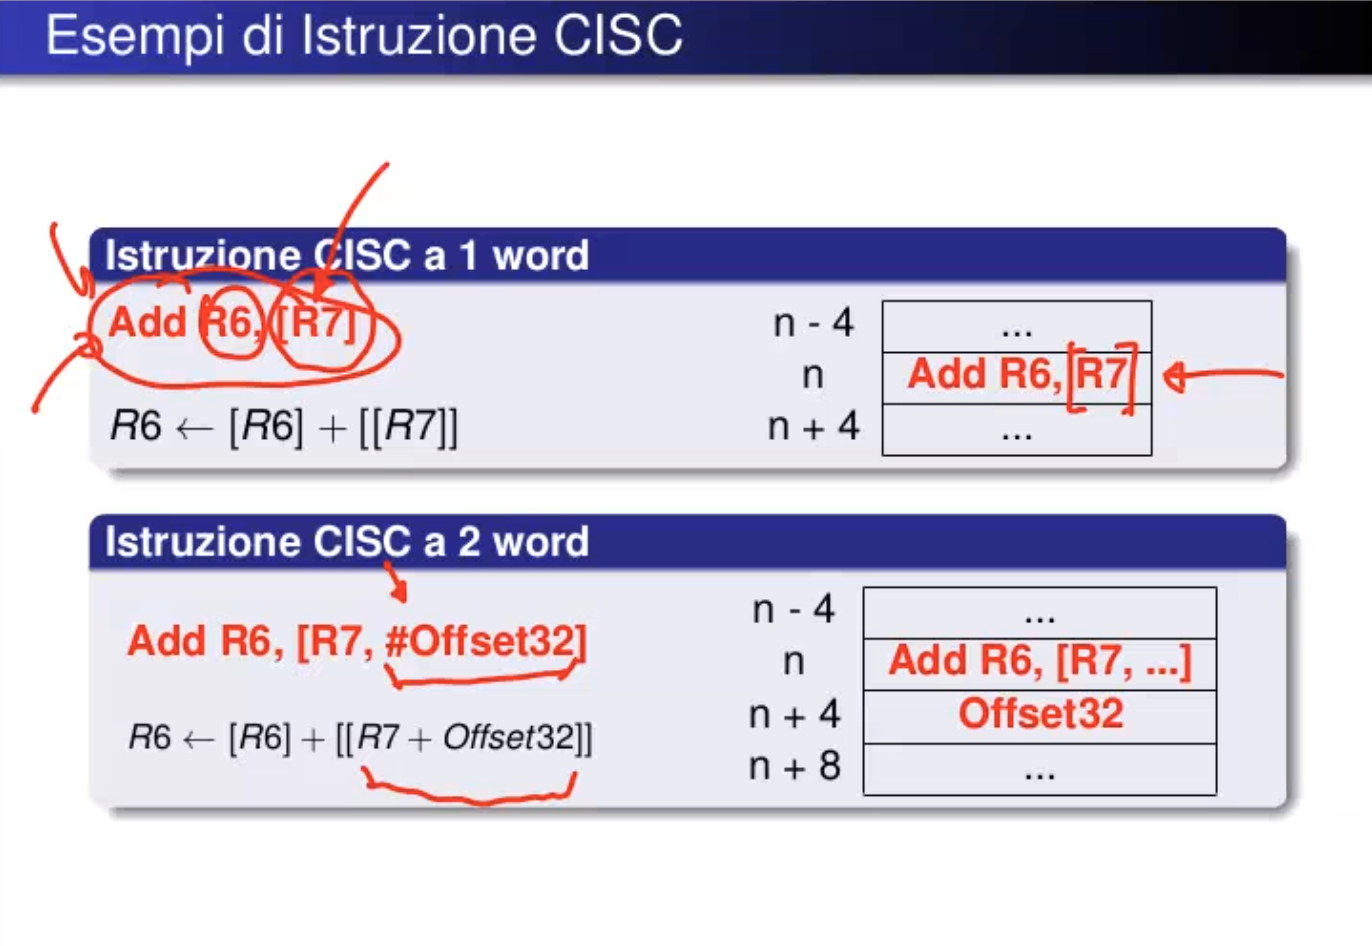 Esempi di Istruzione CISC
Istruzione CISC a 1 word
Add R6, [R7]
R6 ← [R6] + [[R7]]
n - 4 ...
n Add R6, [R7]
n + 4 ...
Istruzione CISC a 2 word
Add R6, [R7, #Offset32]
R6 ← [R6] + [[R7 + Offset32]]
n - 4 ...
n Add R6, [R7, ...]
n + 4 Offset32
n + 8 ...